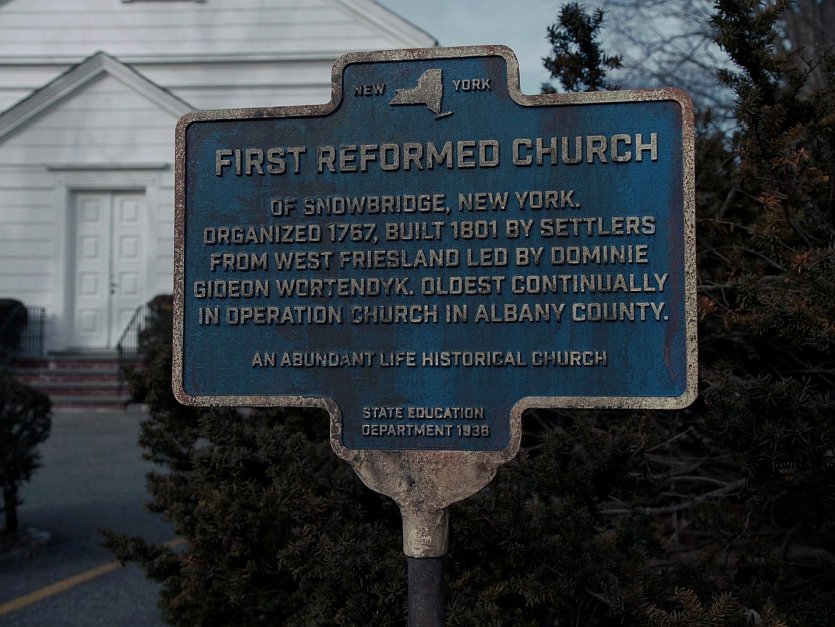 NEW YORK
FIRST REFORMED CHURCH
OF SNOWBRIDGE, NEW YORK.
ORGANIZED 1767, BUILT 1801 BY SETTLERS
FROM WEST FRIESLAND LED BY DOMINIE
GIDEON WORTENDYK. OLDEST CONTINUALLY
IN OPERATION CHURCH IN ALBANY COUNTY.
AN ABUNDANT LIFE HISTORICAL CHURCH
STATE EDUCATION
DEPARTMENT 1938